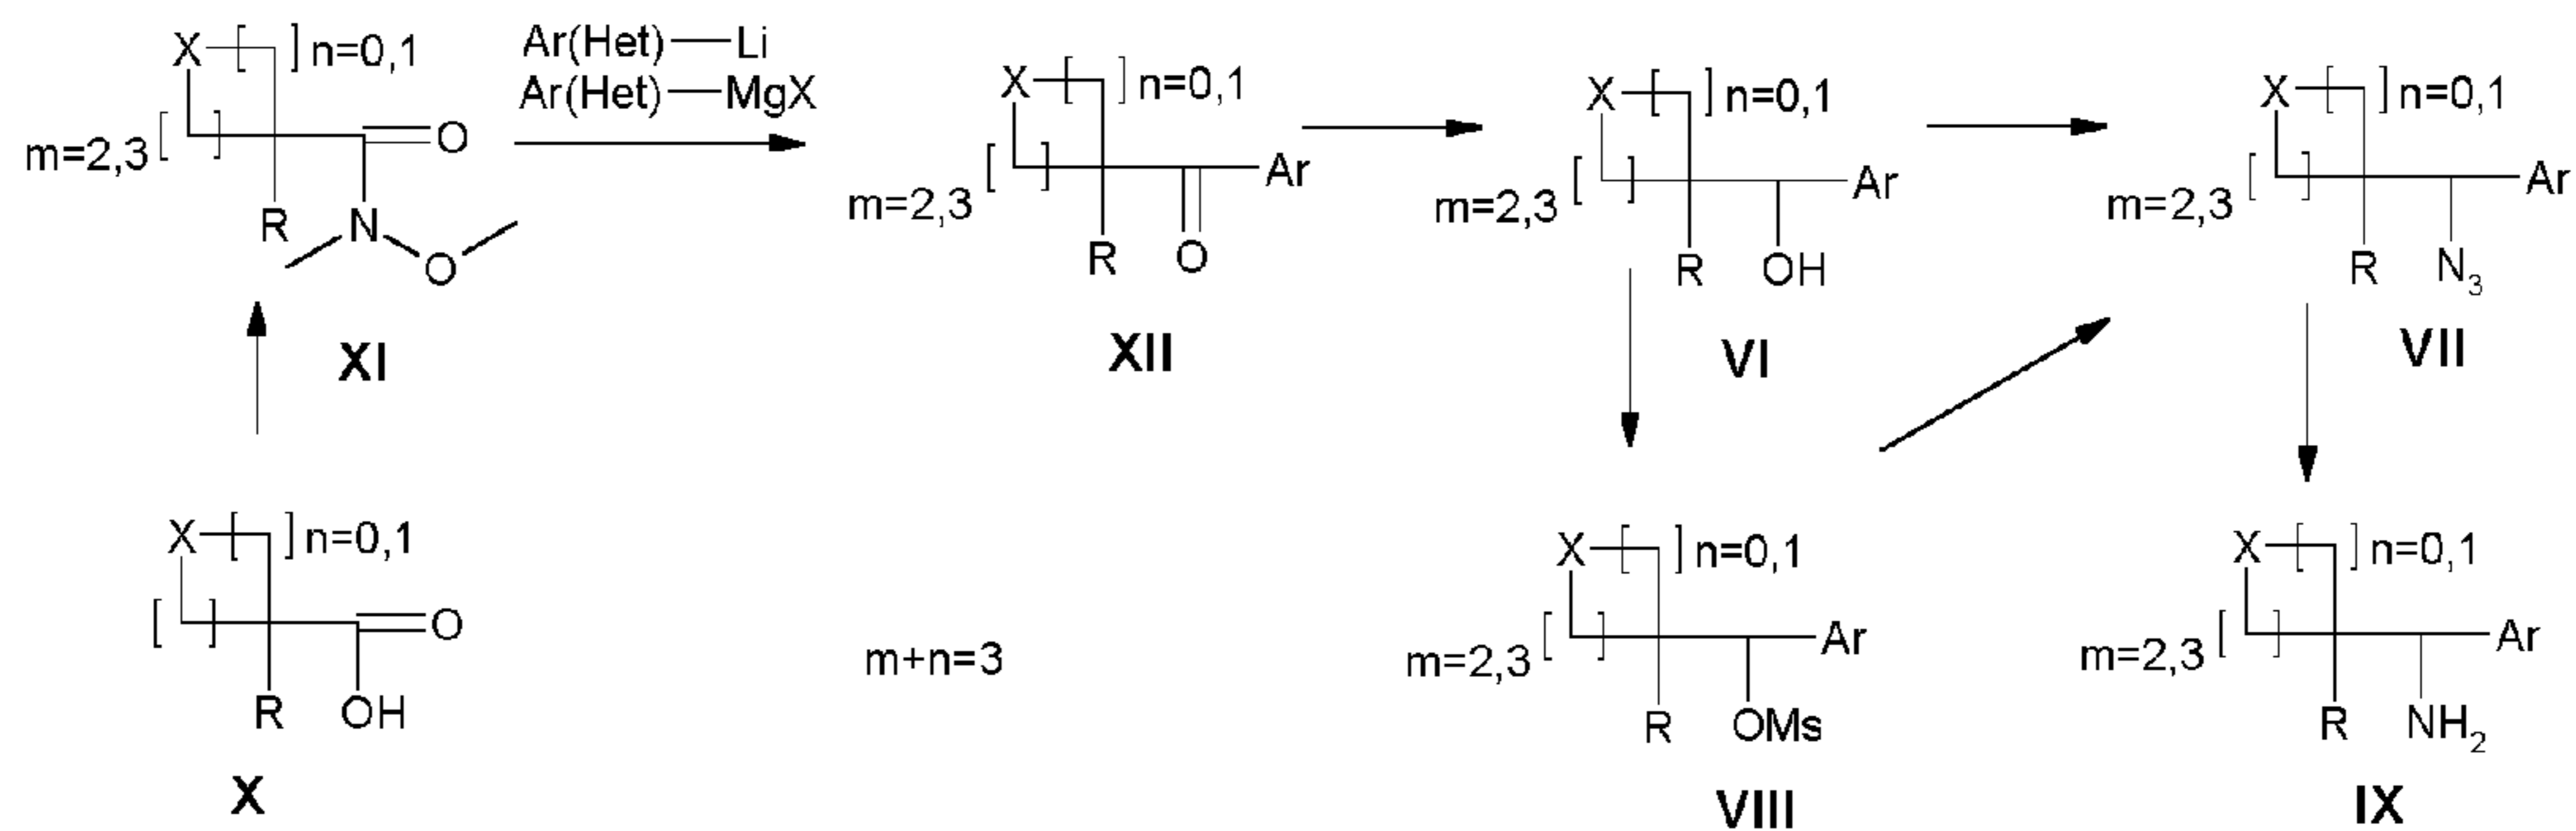 X [ ] n=0,1
m=2,3 [ ] O
R N O
XI
Ar(Het)—Li
Ar(Het)—MgX
X [ ] n=0,1
m=2,3 [ ] Ar
R O
XII
X [ ] n=0,1
m=2,3 [ ] Ar
R OH
VI
X [ ] n=0,1
m=2,3 [ ] Ar
R N3
VII
X [ ] n=0,1
[ ] O
R OH
X
m+n=3
X [ ] n=0,1
m=2,3 [ ] Ar
R OMs
VIII
X [ ] n=0,1
m=2,3 [ ] Ar
R NH2
IX